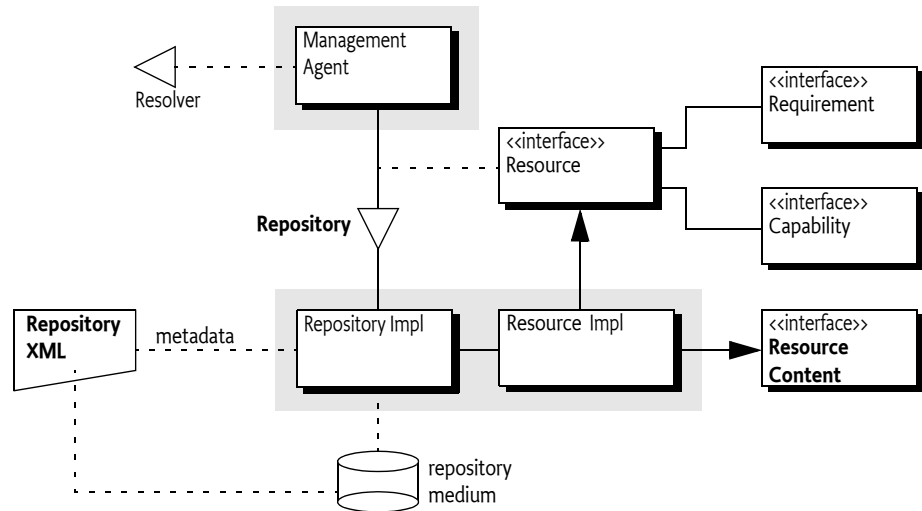 Management
Agent
Resolver
<<interface>>
Requirement
<<interface>>
Resource
<<interface>>
Capability
Repository
Repository
XML
metadata
Repository Impl
Resource Impl
<<interface>>
Resource
Content
repository
medium